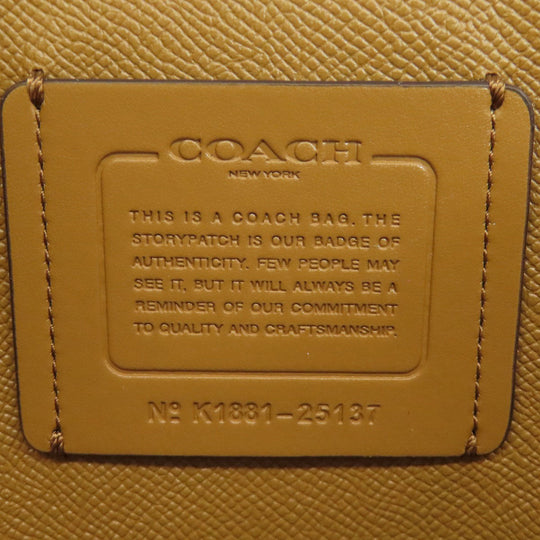 COACH
NEW YORK
THIS IS A COACH BAG. THE
STORYPATCH IS OUR BADGE OF
AUTHENTICITY. FEW PEOPLE MAY
SEE IT, BUT IT WILL ALWAYS BE A
REMINDER OF OUR COMMITMENT
TO QUALITY AND CRAFTSMANSHIP.
Nº K1881-25137